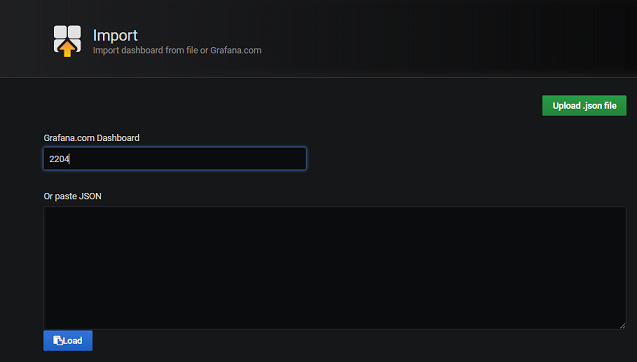 Import
Import dashboard from file or Grafana.com
Upload .json file
Grafana.com Dashboard
2204
Or paste JSON
Load